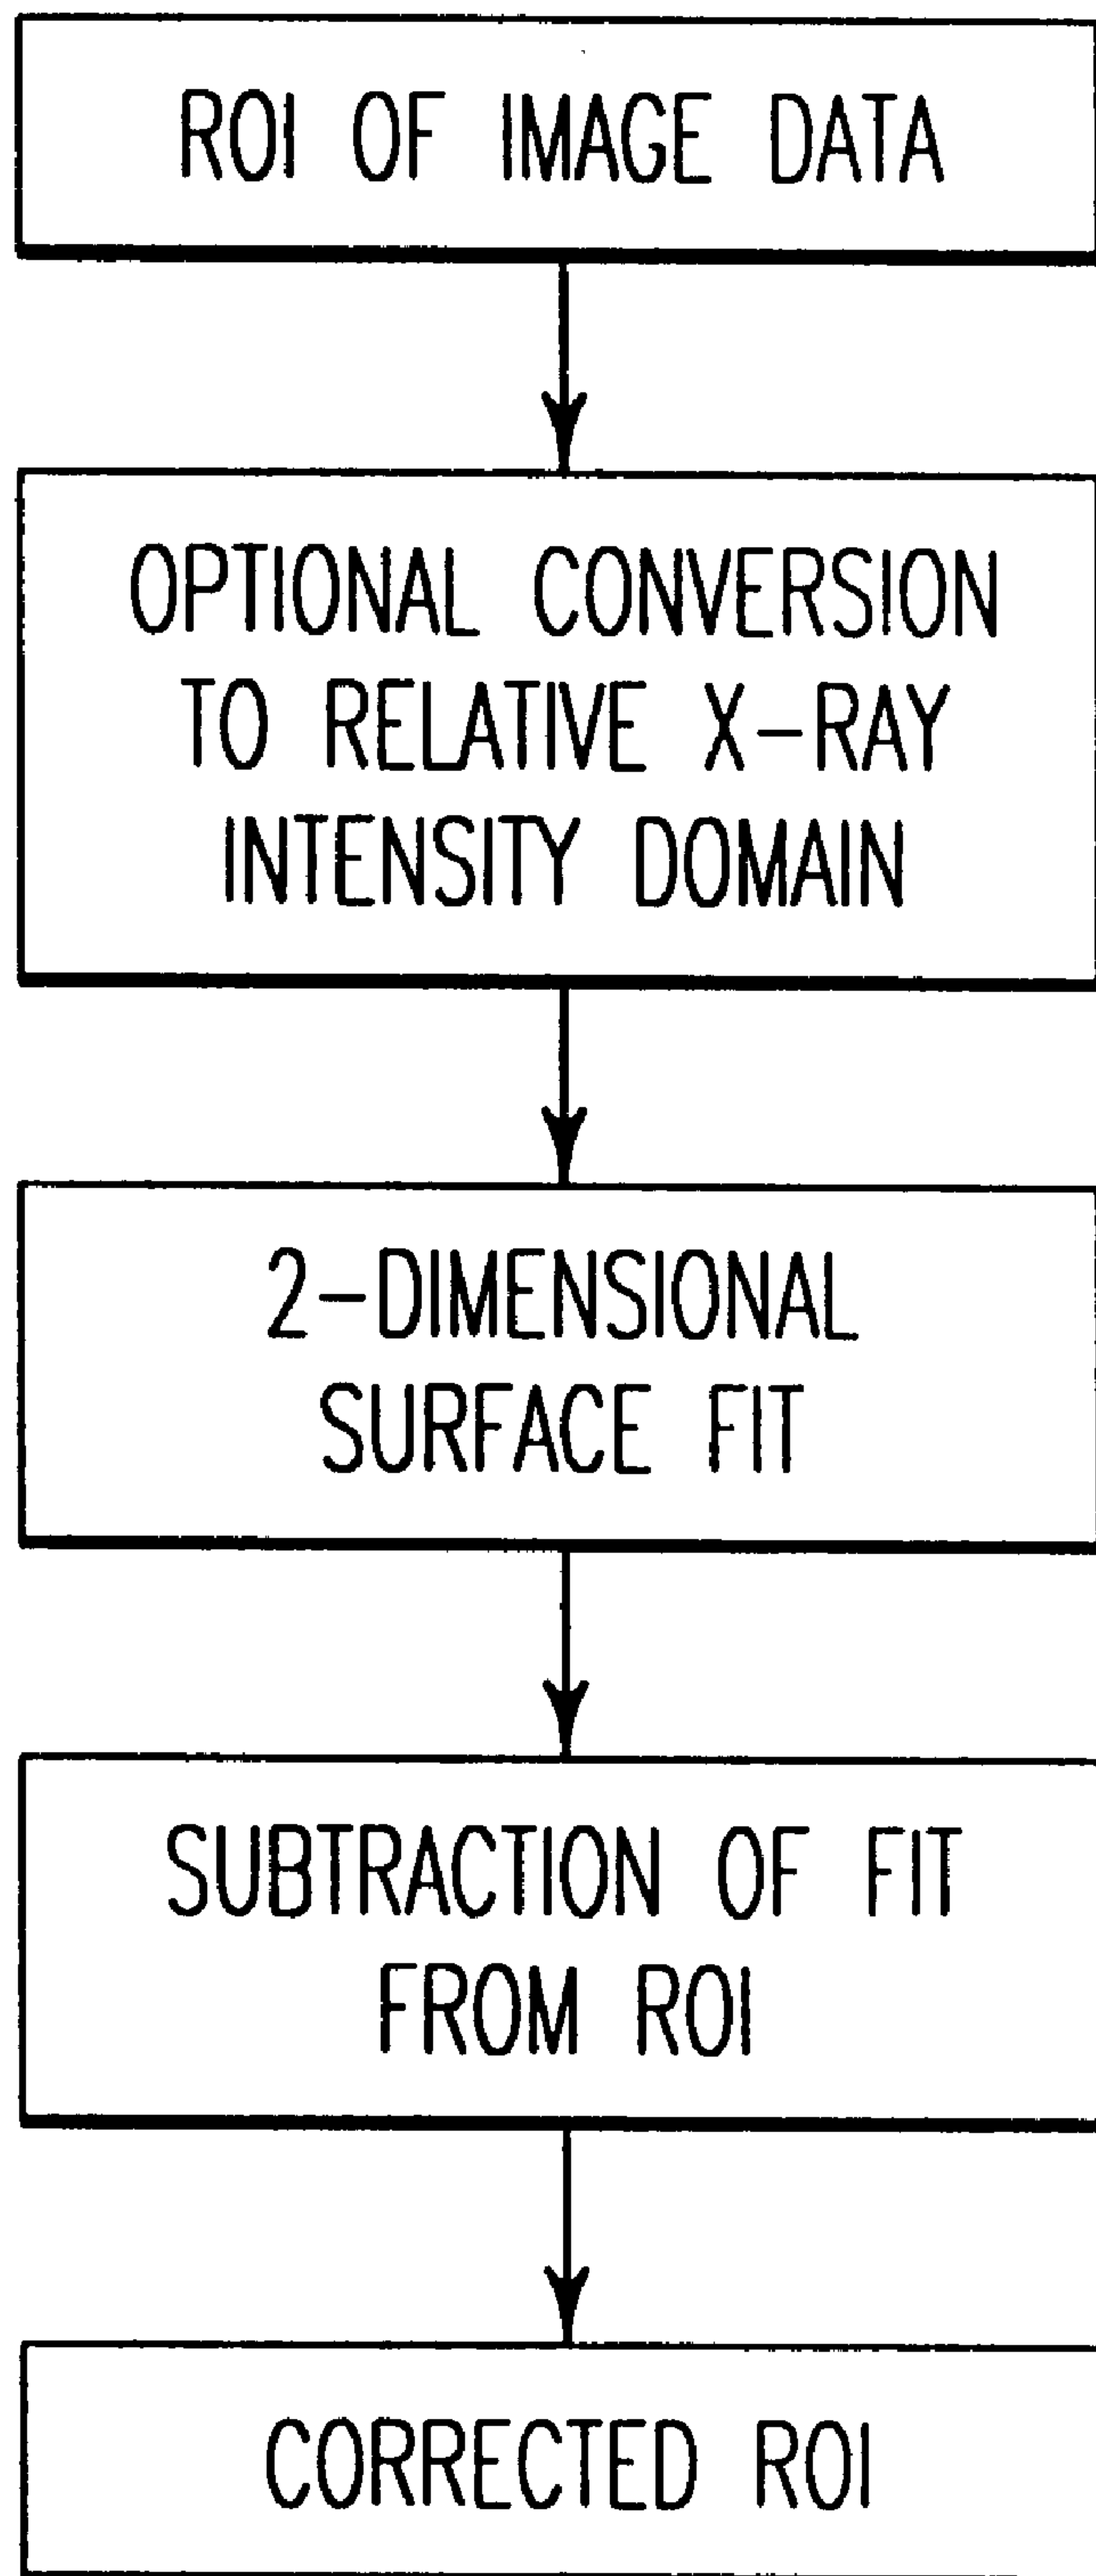 ROI OF IMAGE DATA
OPTIONAL CONVERSION
TO RELATIVE X-RAY
INTENSITY DOMAIN
2-DIMENSIONAL
SURFACE FIT
SUBTRACTION OF FIT
FROM ROI
CORRECTED ROI